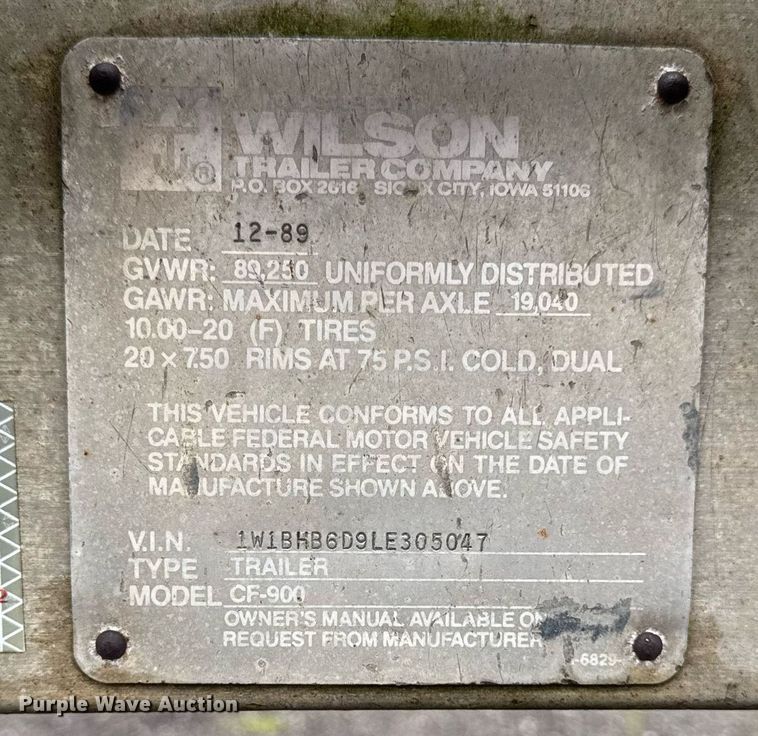 WILSON
TRAILER COMPANY
P.O. BOX 2616 SIOUX CITY, IOWA 51106
DATE 12-89
GVWR: 89,250 UNIFORMLY DISTRIBUTED
GAWR: MAXIMUM PER AXLE 19,040
10.00-20 (F) TIRES
20 x 7.50 RIMS AT 75 P.S.I. COLD, DUAL
THIS VEHICLE CONFORMS TO ALL APPLI-
CABLE FEDERAL MOTOR VEHICLE SAFETY
STANDARDS IN EFFECT ON THE DATE OF
MANUFACTURE SHOWN ABOVE.
V.I.N. 1W1BHB6D9LE305047
TYPE TRAILER
MODEL CF-900
OWNER'S MANUAL AVAILABLE ON
REQUEST FROM MANUFACTURER
-6829-
Purple Wave Auction